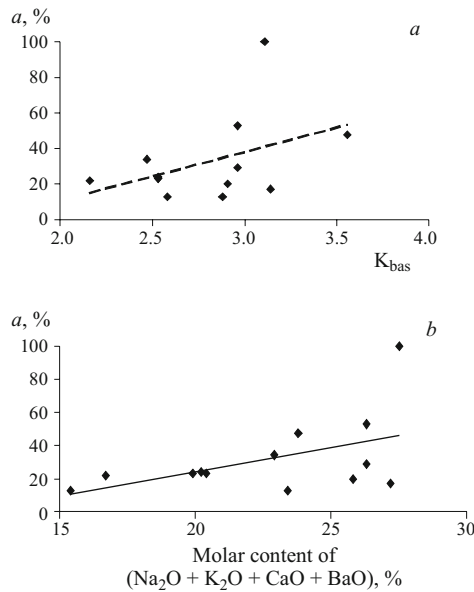 a, %
a
100
80
60
40
20
0
2.0 2.5 3.0 3.5 4.0
K_bas
a, %
b
100
80
60
40
20
0
15 20 25 30
Molar content of
(Na₂O + K₂O + CaO + BaO), %